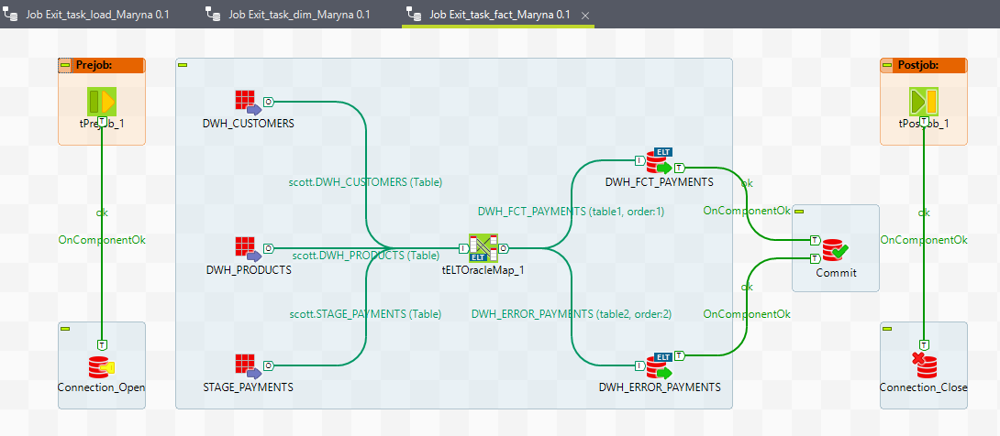 Job Exit_task_load_Maryna 0.1
Job Exit_task_dim_Maryna 0.1
Job Exit_task_fact_Maryna 0.1
Prejob:
tPrejob_1
T
ok
OnComponentOk
T
Connection_Open
O
DWH_CUSTOMERS
scott.DWH_CUSTOMERS (Table)
O
DWH_PRODUCTS
scott.DWH_PRODUCTS (Table)
scott.STAGE_PAYMENTS (Table)
O
STAGE_PAYMENTS
I
O
ELT
tELTOracleMap_1
ELT
I
T
DWH_FCT_PAYMENTS
DWH_FCT_PAYMENTS (table1, order:1)
DWH_ERROR_PAYMENTS (table2, order:2)
ELT
I
T
DWH_ERROR_PAYMENTS
ok
OnComponentOk
T
T
Commit
ok
OnComponentOk
Postjob:
tPostjob_1
T
ok
OnComponentOk
T
Connection_Close